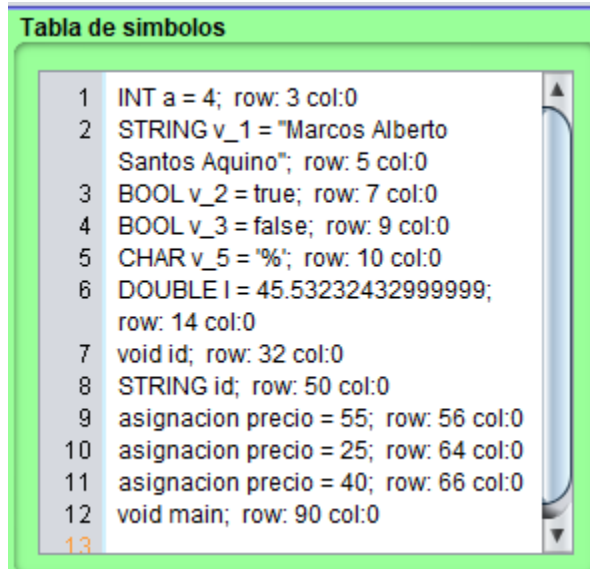 Tabla de simbolos
1 INT a = 4; row: 3 col:0
2 STRING v_1 = "Marcos Alberto
Santos Aquino"; row: 5 col:0
3 BOOL v_2 = true; row: 7 col:0
4 BOOL v_3 = false; row: 9 col:0
5 CHAR v_5 = '%'; row: 10 col:0
6 DOUBLE l = 45.53232432999999;
row: 14 col:0
7 void id; row: 32 col:0
8 STRING id; row: 50 col:0
9 asignacion precio = 55; row: 56 col:0
10 asignacion precio = 25; row: 64 col:0
11 asignacion precio = 40; row: 66 col:0
12 void main; row: 90 col:0
13